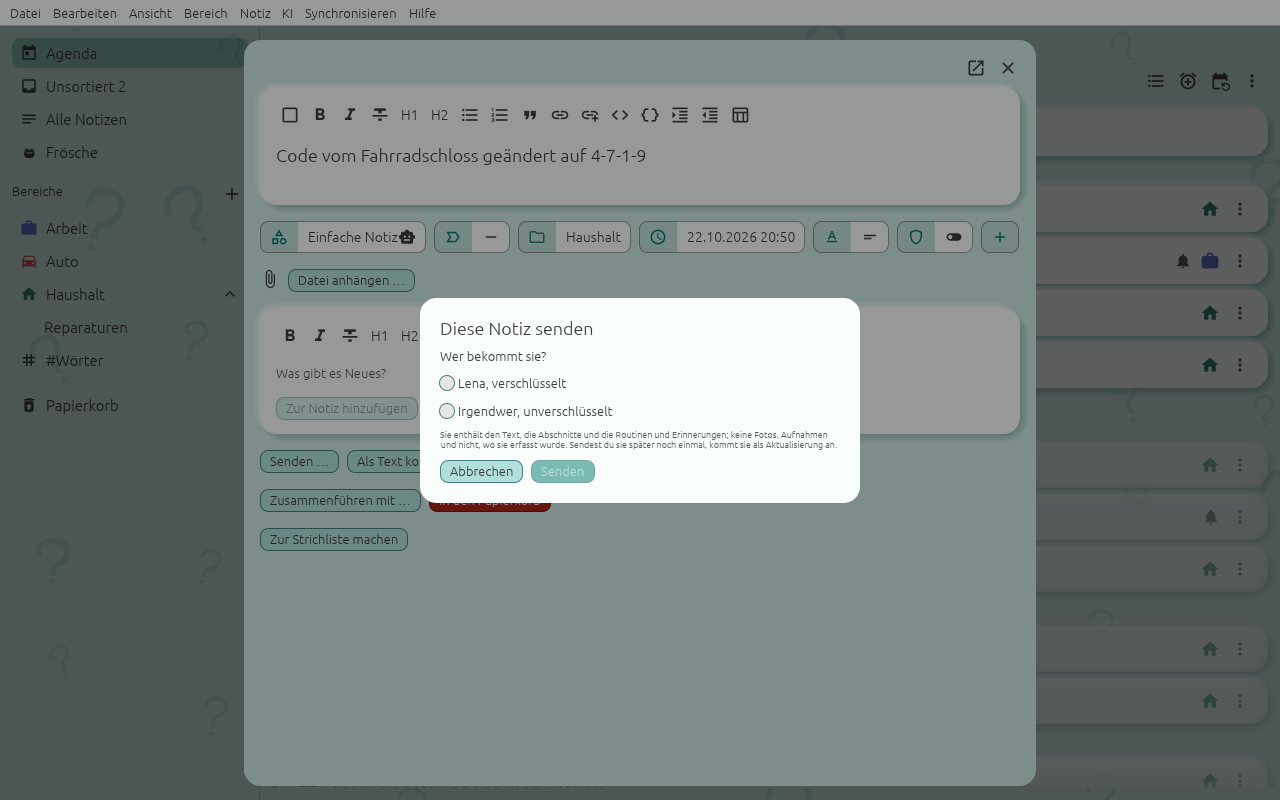 Datei Bearbeiten Ansicht Bereich Notiz KI Synchronisieren Hilfe
Agenda
Unsortiert 2
Alle Notizen
Frösche
Bereiche
Arbeit
Auto
Haushalt
Reparaturen
#Wörter
Papierkorb
H1 H2
Code vom Fahrradschloss geändert auf 4-7-1-9
Einfache Notiz Haushalt 22.10.2026 20:50
Datei anhängen ...
H1 H2
Was gibt es Neues?
Zur Notiz hinzufügen
Senden ... Als Text ko
Zusammenführen mit ... In den Papierkorb
Zur Strichliste machen
Diese Notiz senden
Wer bekommt sie?
Lena, verschlüsselt
Irgendwer, unverschlüsselt
Sie enthält den Text, die Abschnitte und die Routinen und Erinnerungen; keine Fotos, Aufnahmen
und nicht, wo sie erfasst wurde. Sendest du sie später noch einmal, kommt sie als Aktualisierung an.
Abbrechen Senden